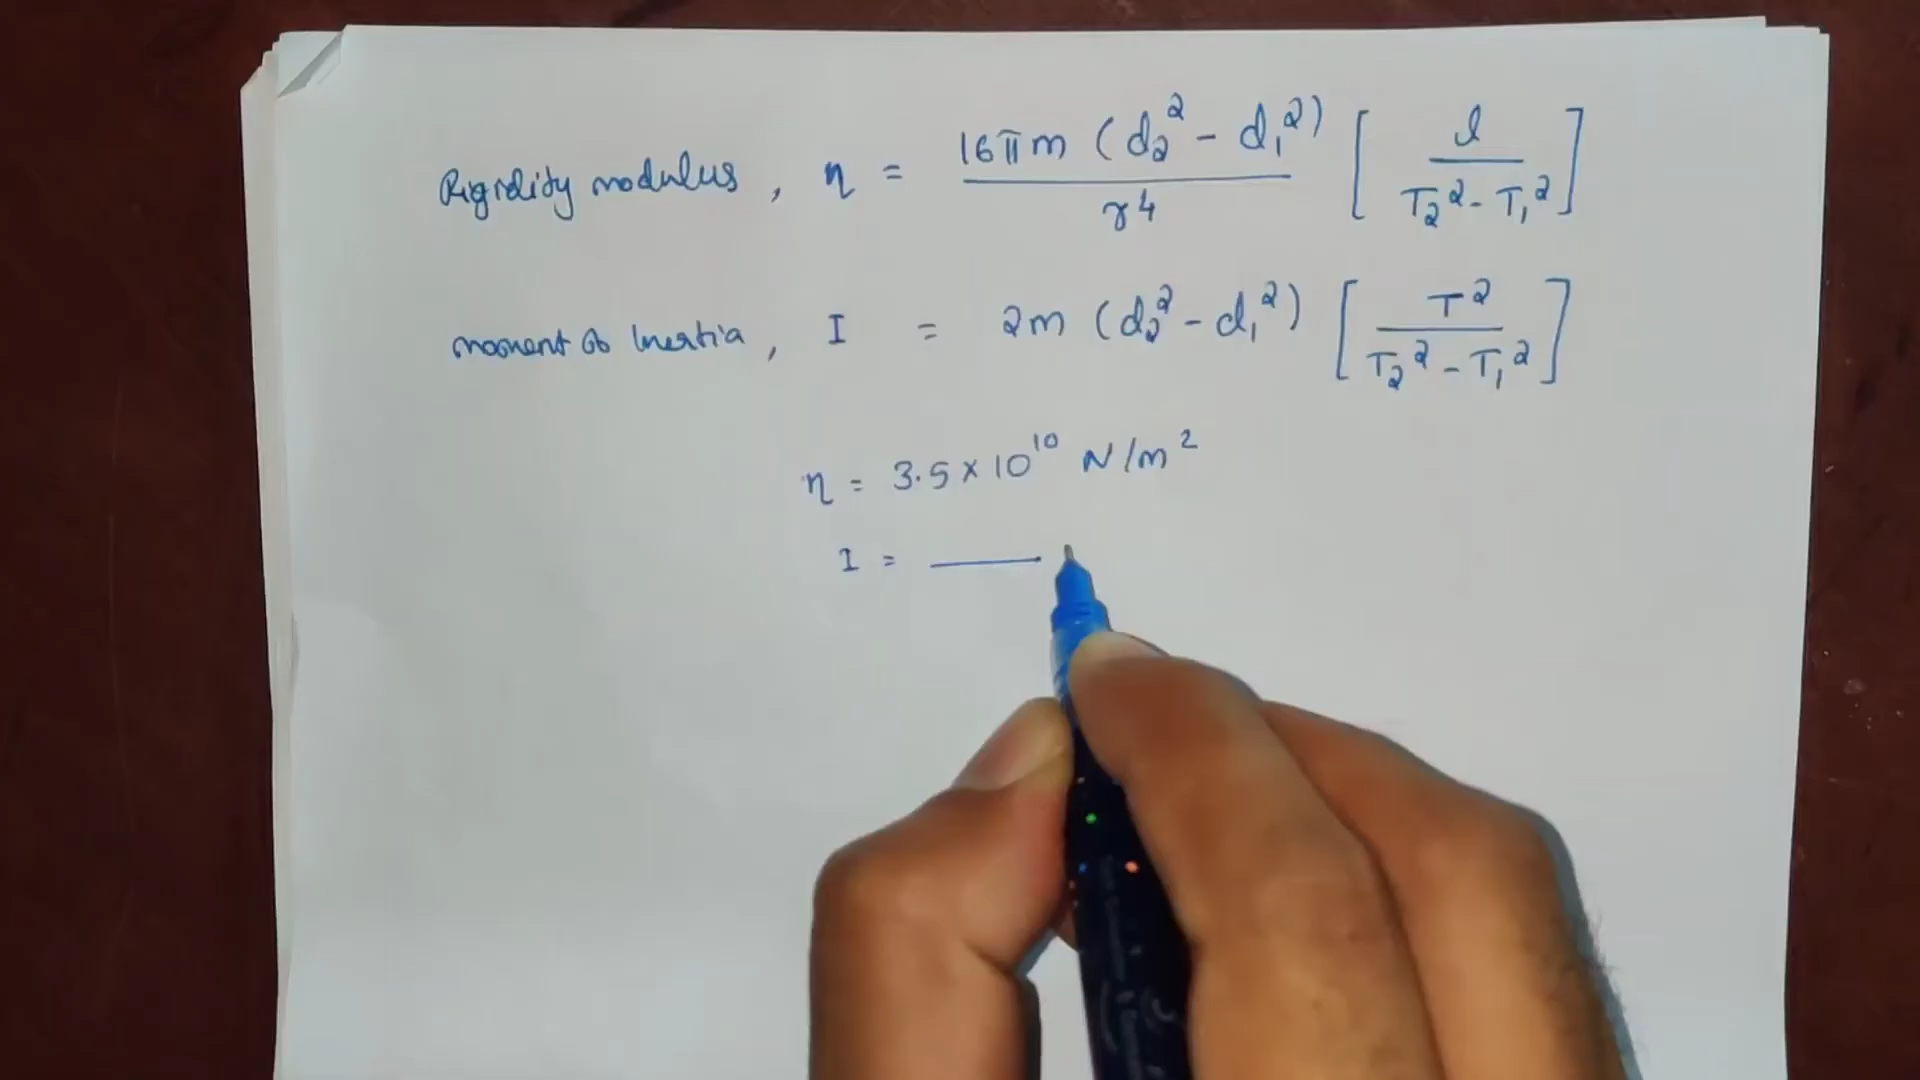 Rigidity modulus, η = 16πm (d₂² - d₁²) / r⁴ [ l / T₂² - T₁² ]
moment of Inertia, I = 2m (d₂² - d₁²) [ T² / T₂² - T₁² ]
η = 3.5 × 10¹⁰ N/m²
I = ____